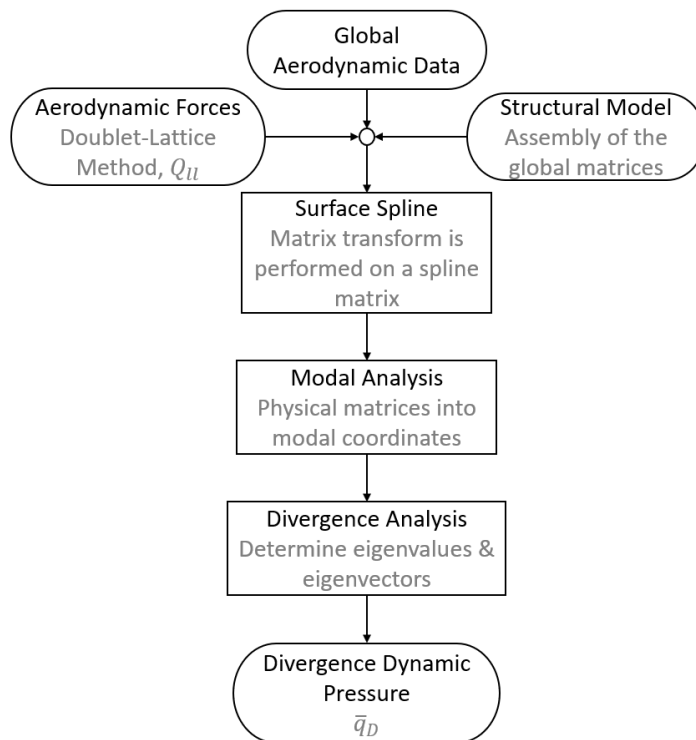 Global
Aerodynamic Data
Aerodynamic Forces
Doublet-Lattice
Method, Q_{ll}
Structural Model
Assembly of the
global matrices
Surface Spline
Matrix transform is
performed on a spline
matrix
Modal Analysis
Physical matrices into
modal coordinates
Divergence Analysis
Determine eigenvalues &
eigenvectors
Divergence Dynamic
Pressure
q̅_D